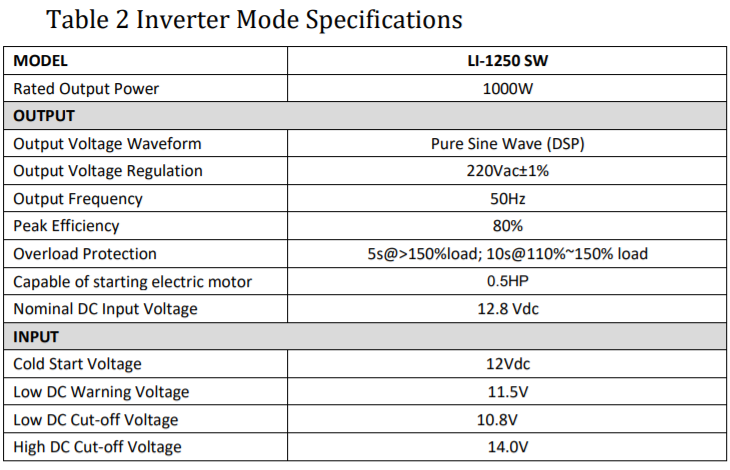 Table 2 Inverter Mode Specifications
MODEL LI-1250 SW
Rated Output Power 1000W
OUTPUT
Output Voltage Waveform Pure Sine Wave (DSP)
Output Voltage Regulation 220Vac±1%
Output Frequency 50Hz
Peak Efficiency 80%
Overload Protection 5s@>150%load; 10s@110%~150% load
Capable of starting electric motor 0.5HP
Nominal DC Input Voltage 12.8 Vdc
INPUT
Cold Start Voltage 12Vdc
Low DC Warning Voltage 11.5V
Low DC Cut-off Voltage 10.8V
High DC Cut-off Voltage 14.0V